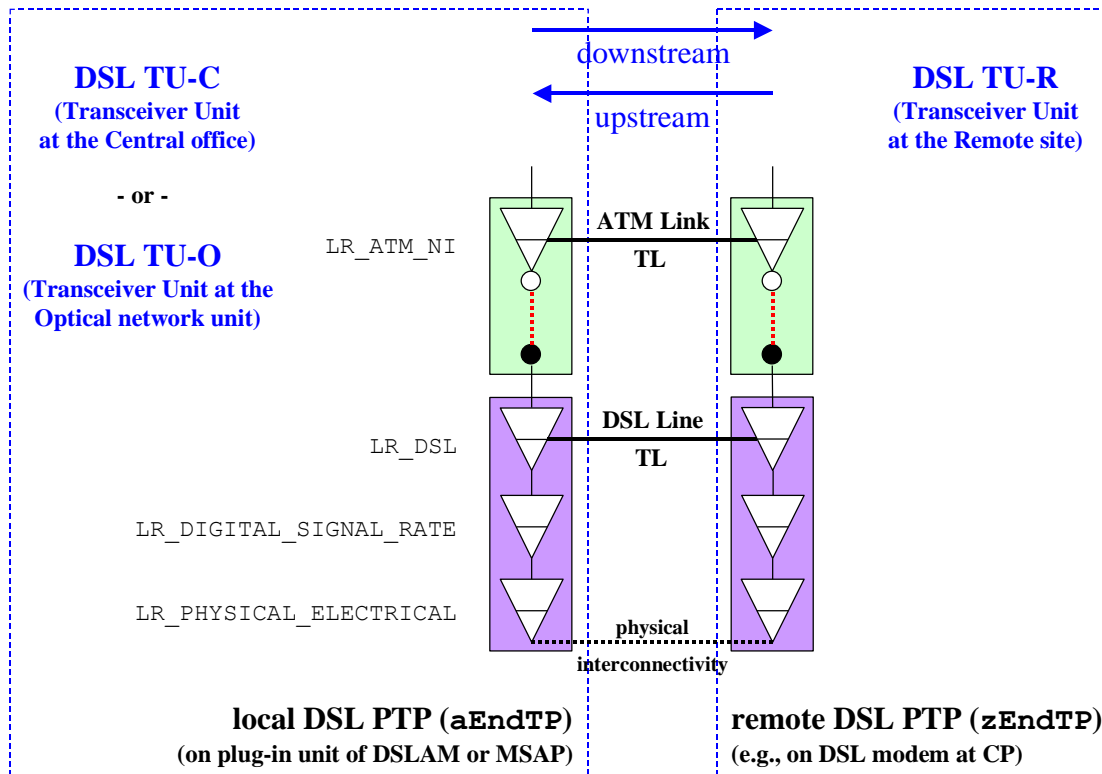 downstream
upstream
DSL TU-C
(Transceiver Unit
at the Central office)
- or -
DSL TU-O
(Transceiver Unit at the
Optical network unit)
DSL TU-R
(Transceiver Unit
at the Remote site)
LR_ATM_NI
ATM Link
TL
LR_DSL
DSL Line
TL
LR_DIGITAL_SIGNAL_RATE
LR_PHYSICAL_ELECTRICAL
physical
interconnectivity
local DSL PTP (aEndTP)
(on plug-in unit of DSLAM or MSAP)
remote DSL PTP (zEndTP)
(e.g., on DSL modem at CP)